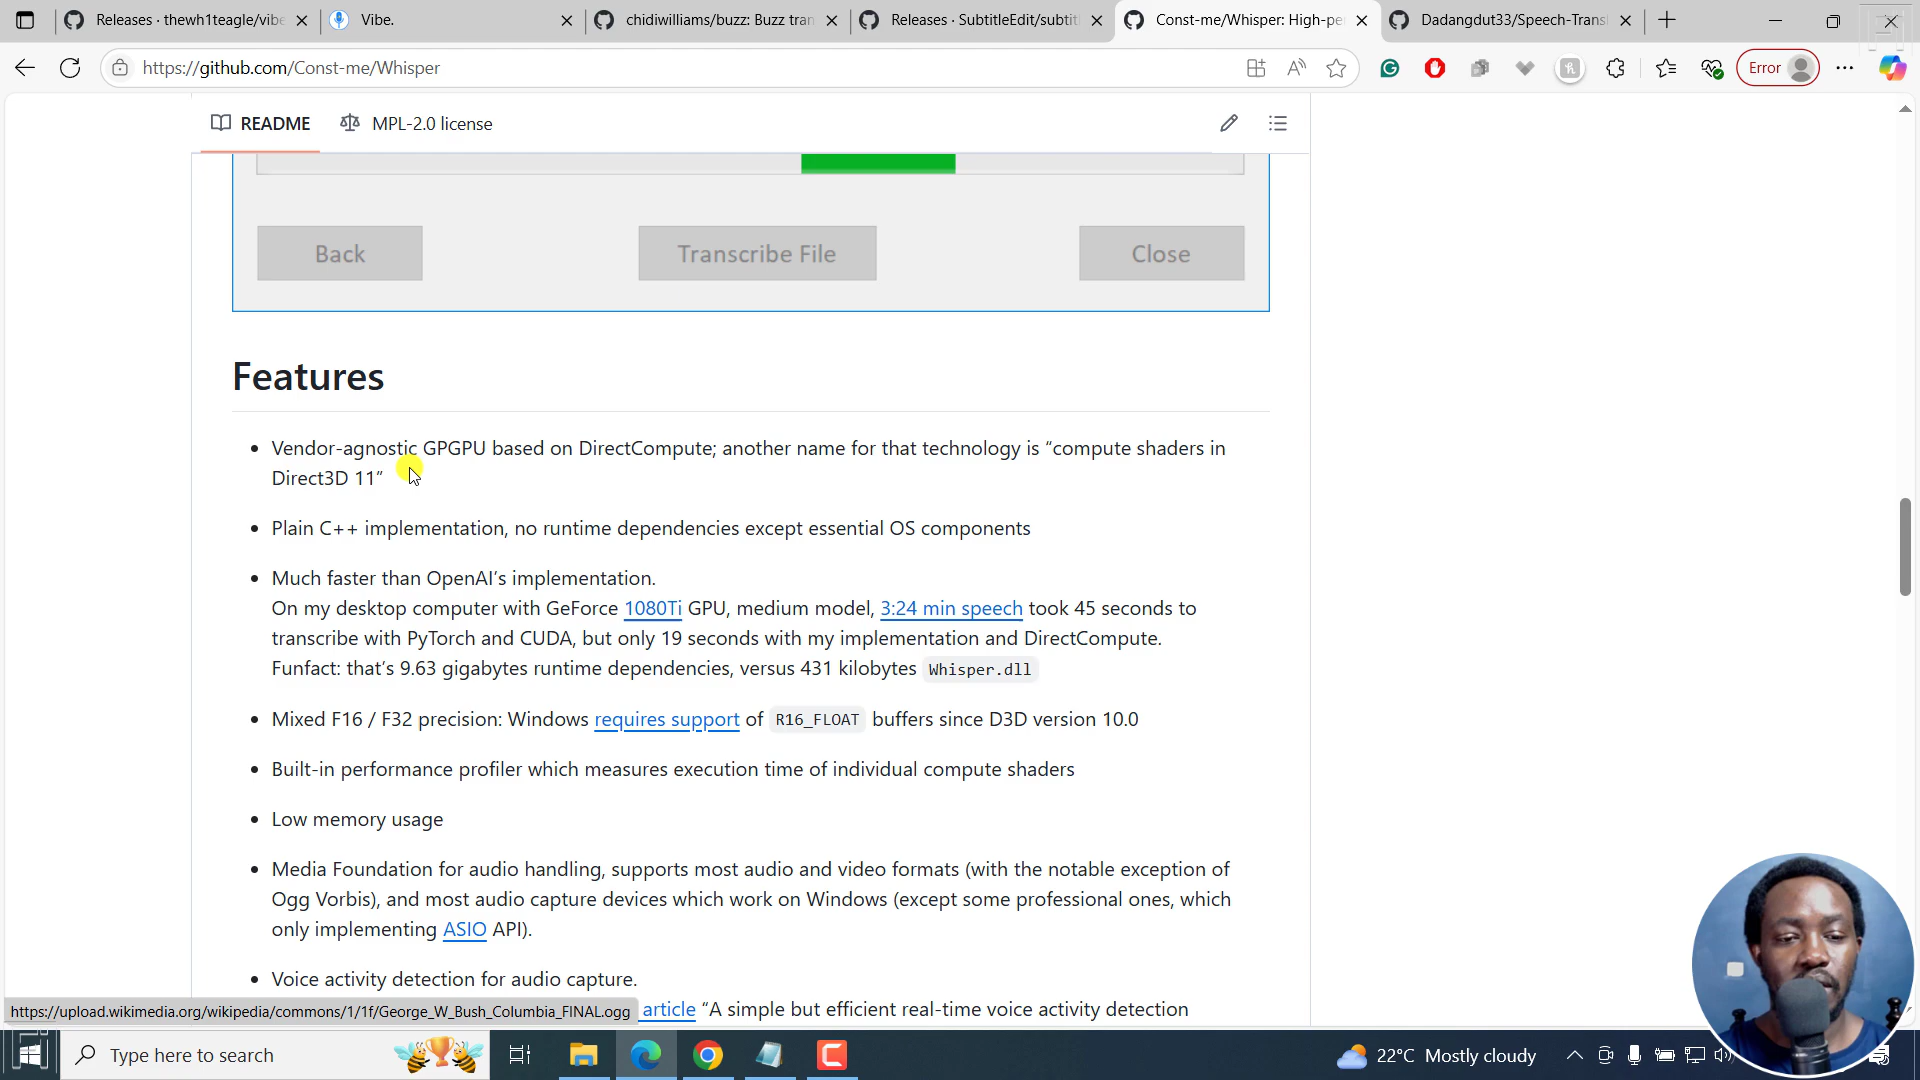 Releases · thewh1teagle/vibe
Vibe.
chidiwilliams/buzz: Buzz tran
Releases · SubtitleEdit/subtitl
Const-me/Whisper: High-pe
Dadangdut33/Speech-Transl
https://github.com/Const-me/Whisper
Error
README
MPL-2.0 license
Back
Transcribe File
Close
Features
Vendor-agnostic GPGPU based on DirectCompute; another name for that technology is “compute shaders in
Direct3D 11”
Plain C++ implementation, no runtime dependencies except essential OS components
Much faster than OpenAI’s implementation.
On my desktop computer with GeForce 1080Ti GPU, medium model, 3:24 min speech took 45 seconds to
transcribe with PyTorch and CUDA, but only 19 seconds with my implementation and DirectCompute.
Funfact: that’s 9.63 gigabytes runtime dependencies, versus 431 kilobytes Whisper.dll
Mixed F16 / F32 precision: Windows requires support of R16_FLOAT buffers since D3D version 10.0
Built-in performance profiler which measures execution time of individual compute shaders
Low memory usage
Media Foundation for audio handling, supports most audio and video formats (with the notable exception of
Ogg Vorbis), and most audio capture devices which work on Windows (except some professional ones, which
only implementing ASIO API).
Voice activity detection for audio capture.
https://upload.wikimedia.org/wikipedia/commons/1/1f/George_W_Bush_Columbia_FINAL.ogg
article “A simple but efficient real-time voice activity detection
Type here to search
22°C Mostly cloudy